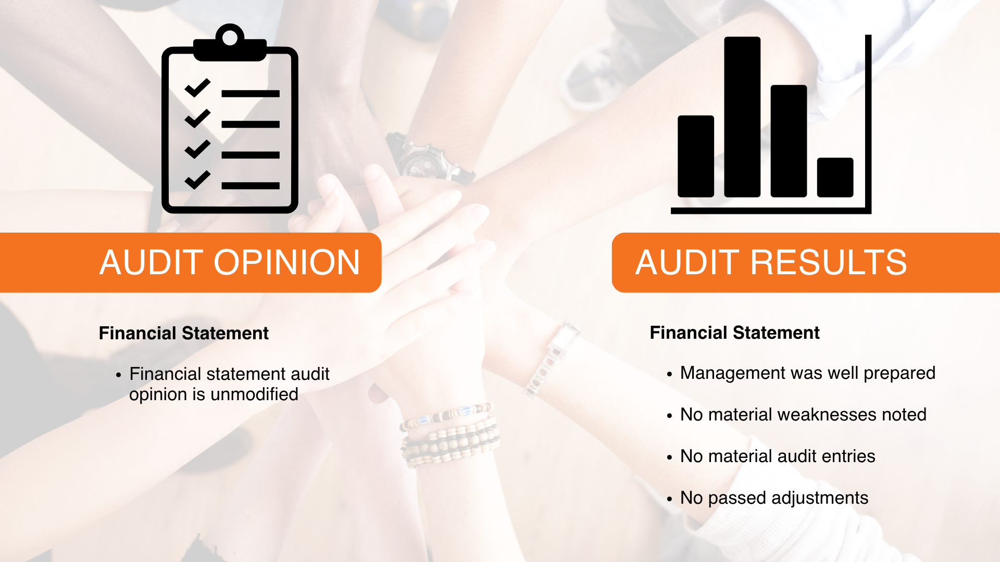 AUDIT OPINION
Financial Statement
• Financial statement audit
opinion is unmodified
AUDIT RESULTS
Financial Statement
• Management was well prepared
• No material weaknesses noted
• No material audit entries
• No passed adjustments